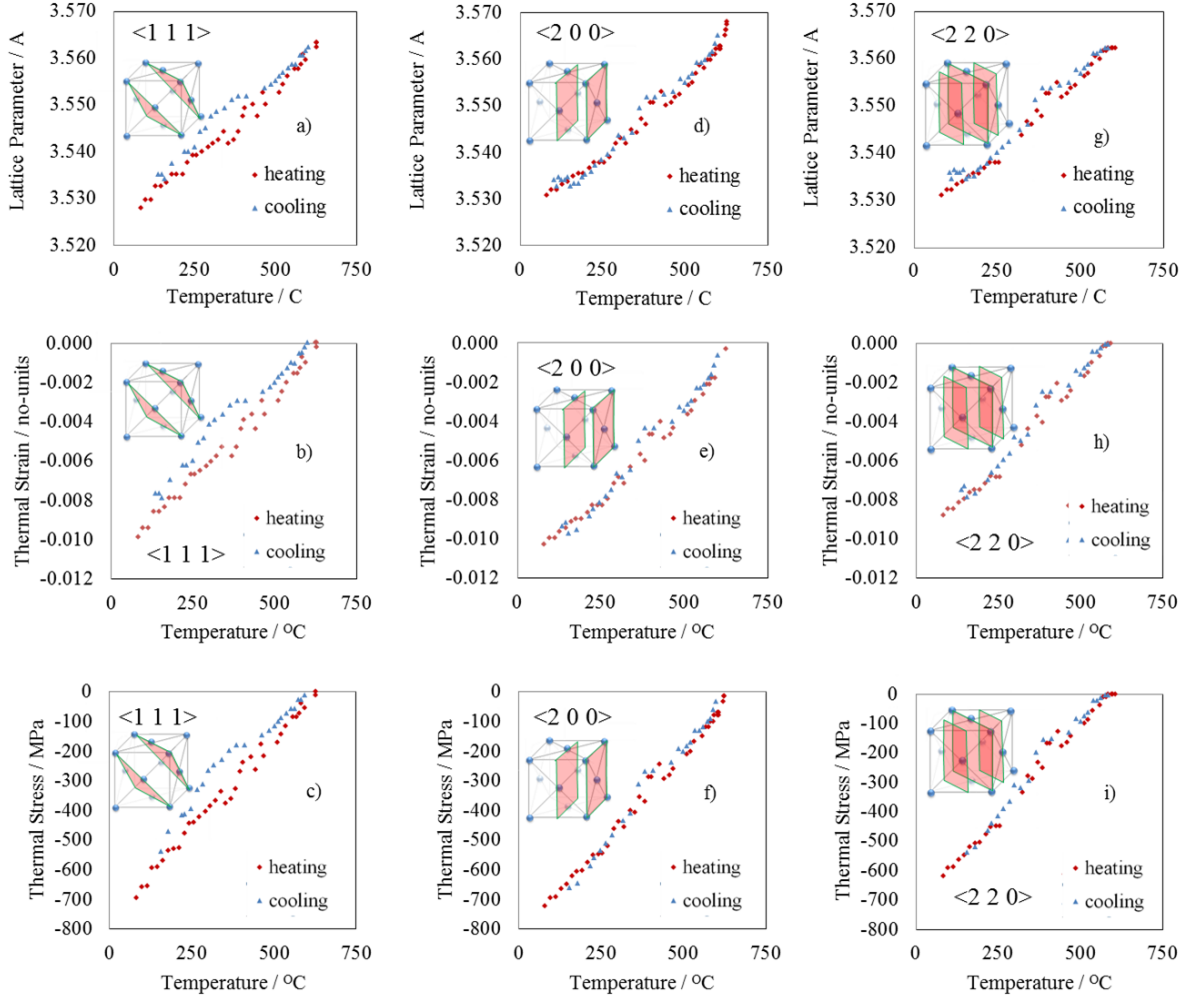 3.570
3.560
3.550
3.540
3.530
3.520
0
250
500
750
Lattice Parameter / A
Temperature / C
<1 1 1>
a)
heating
cooling
3.570
3.560
3.550
3.540
3.530
3.520
0
250
500
750
Lattice Parameter / A
Temperature / C
<2 0 0>
d)
heating
cooling
3.570
3.560
3.550
3.540
3.530
3.520
0
250
500
750
Lattice Parameter / A
Temperature / C
<2 2 0>
g)
heating
cooling
0.000
-0.002
-0.004
-0.006
-0.008
-0.010
-0.012
0
250
500
750
Thermal Strain / no-units
Temperature / OC
b)
heating
cooling
<1 1 1>
0.000
-0.002
-0.004
-0.006
-0.008
-0.010
-0.012
0
250
500
750
Thermal Strain / no-units
Temperature / OC
<2 0 0>
e)
heating
cooling
0.000
-0.002
-0.004
-0.006
-0.008
-0.010
-0.012
0
250
500
750
Thermal Strain / no-units
Temperature / OC
h)
heating
cooling
<2 2 0>
0
-100
-200
-300
-400
-500
-600
-700
-800
0
250
500
750
Thermal Stress / MPa
Temperature / OC
<1 1 1>
c)
heating
cooling
0
-100
-200
-300
-400
-500
-600
-700
-800
0
250
500
750
Thermal Stress / MPa
Temperature / OC
<2 0 0>
f)
heating
cooling
0
-100
-200
-300
-400
-500
-600
-700
-800
0
250
500
750
Thermal Stress / MPa
Temperature / OC
i)
heating
cooling
<2 2 0>